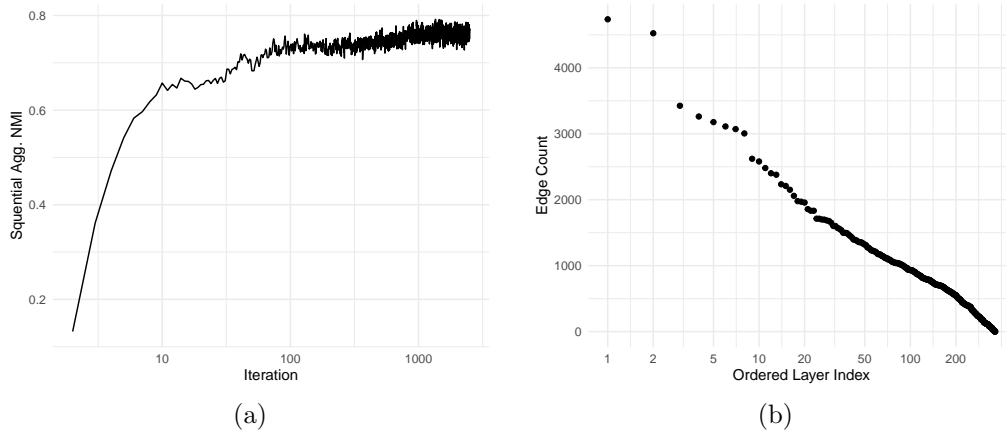 0.8
0.6
0.4
0.2
Squential Agg. NMI
10 100 1000
Iteration
(a)
4000
3000
2000
1000
0
Edge Count
1 2 5 10 20 50 100 200
Ordered Layer Index
(b)